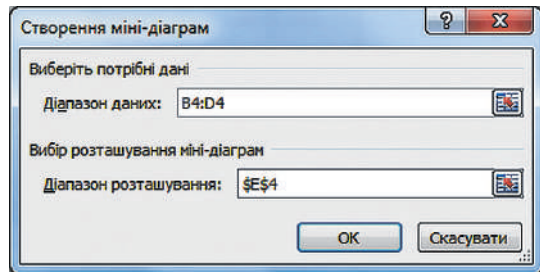 Створення міні-діаграм
Виберіть потрібні дані
Діапазон даних: B4:D4
Вибір розташування міні-діаграм
Діапазон розташування: $E$4
OK Скасувати